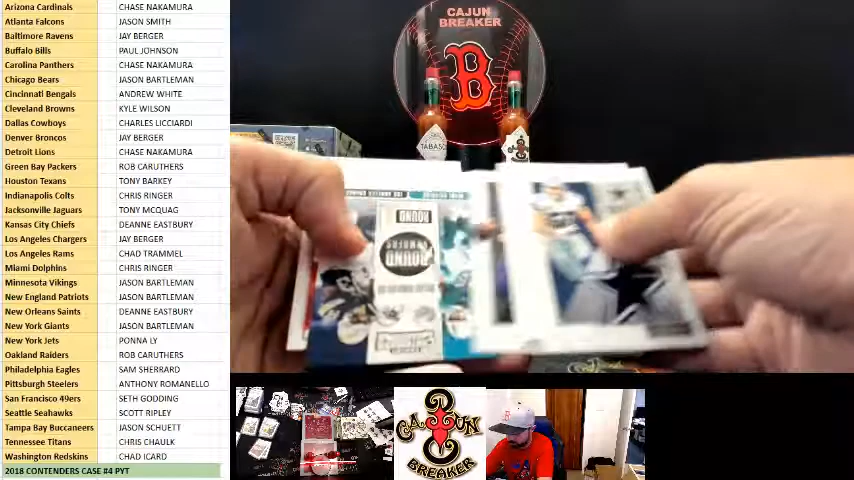 Arizona Cardinals CHASE NAKAMURA
Atlanta Falcons JASON SMITH
Baltimore Ravens JAY BERGER
Buffalo Bills PAUL JOHNSON
Carolina Panthers CHASE NAKAMURA
Chicago Bears JASON BARTLEMAN
Cincinnati Bengals ANDREW WHITE
Cleveland Browns KYLE WILSON
Dallas Cowboys CHARLES LICCIARDI
Denver Broncos JAY BERGER
Detroit Lions CHASE NAKAMURA
Green Bay Packers ROB CARUTHERS
Houston Texans TONY BARKEY
Indianapolis Colts CHRIS RINGER
Jacksonville Jaguars TONY MCQUAG
Kansas City Chiefs DEANNE EASTBURY
Los Angeles Chargers JAY BERGER
Los Angeles Rams CHAD TRAMMEL
Miami Dolphins CHRIS RINGER
Minnesota Vikings JASON BARTLEMAN
New England Patriots JASON BARTLEMAN
New Orleans Saints DEANNE EASTBURY
New York Giants JASON BARTLEMAN
New York Jets PONNA LY
Oakland Raiders ROB CARUTHERS
Philadelphia Eagles SAM SHERRARD
Pittsburgh Steelers ANTHONY ROMANELLO
San Francisco 49ers SETH GODDING
Seattle Seahawks SCOTT RIPLEY
Tampa Bay Buccaneers JASON SCHUETT
Tennessee Titans CHRIS CHAULK
Washington Redskins CHAD ICARD
2018 CONTENDERS CASE #4 PYT
CAJUN
BREAKER
B
TABASCO
ROUND
NUMBERS
ROUND
CAJUN
BREAKER